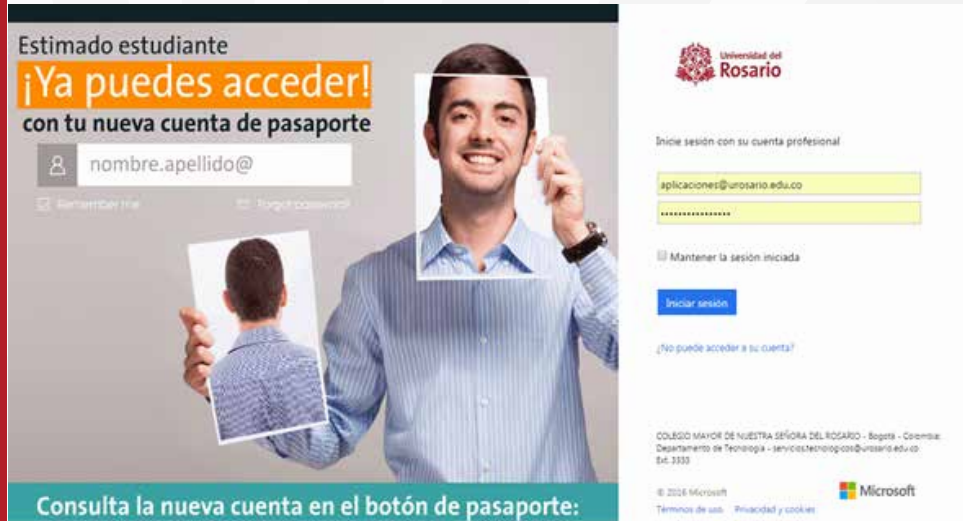 Estimado estudiante
¡Ya puedes acceder!
con tu nueva cuenta de pasaporte
nombre.apellido@
Remember me
Forgot password?
Consulta la nueva cuenta en el botón de pasaporte:
Universidad del
Rosario
Inicie sesión con su cuenta profesional
aplicaciones@urosario.edu.co
Mantener la sesión iniciada
Iniciar sesión
¿No puede acceder a su cuenta?
COLEGIO MAYOR DE NUESTRA SEÑORA DEL ROSARIO - Bogotá - Colombia:
Departamento de Tecnología - servicios.tecnologicos@urosario.edu.co
Ext. 3333
© 2016 Microsoft
Microsoft
Términos de uso Privacidad y cookies